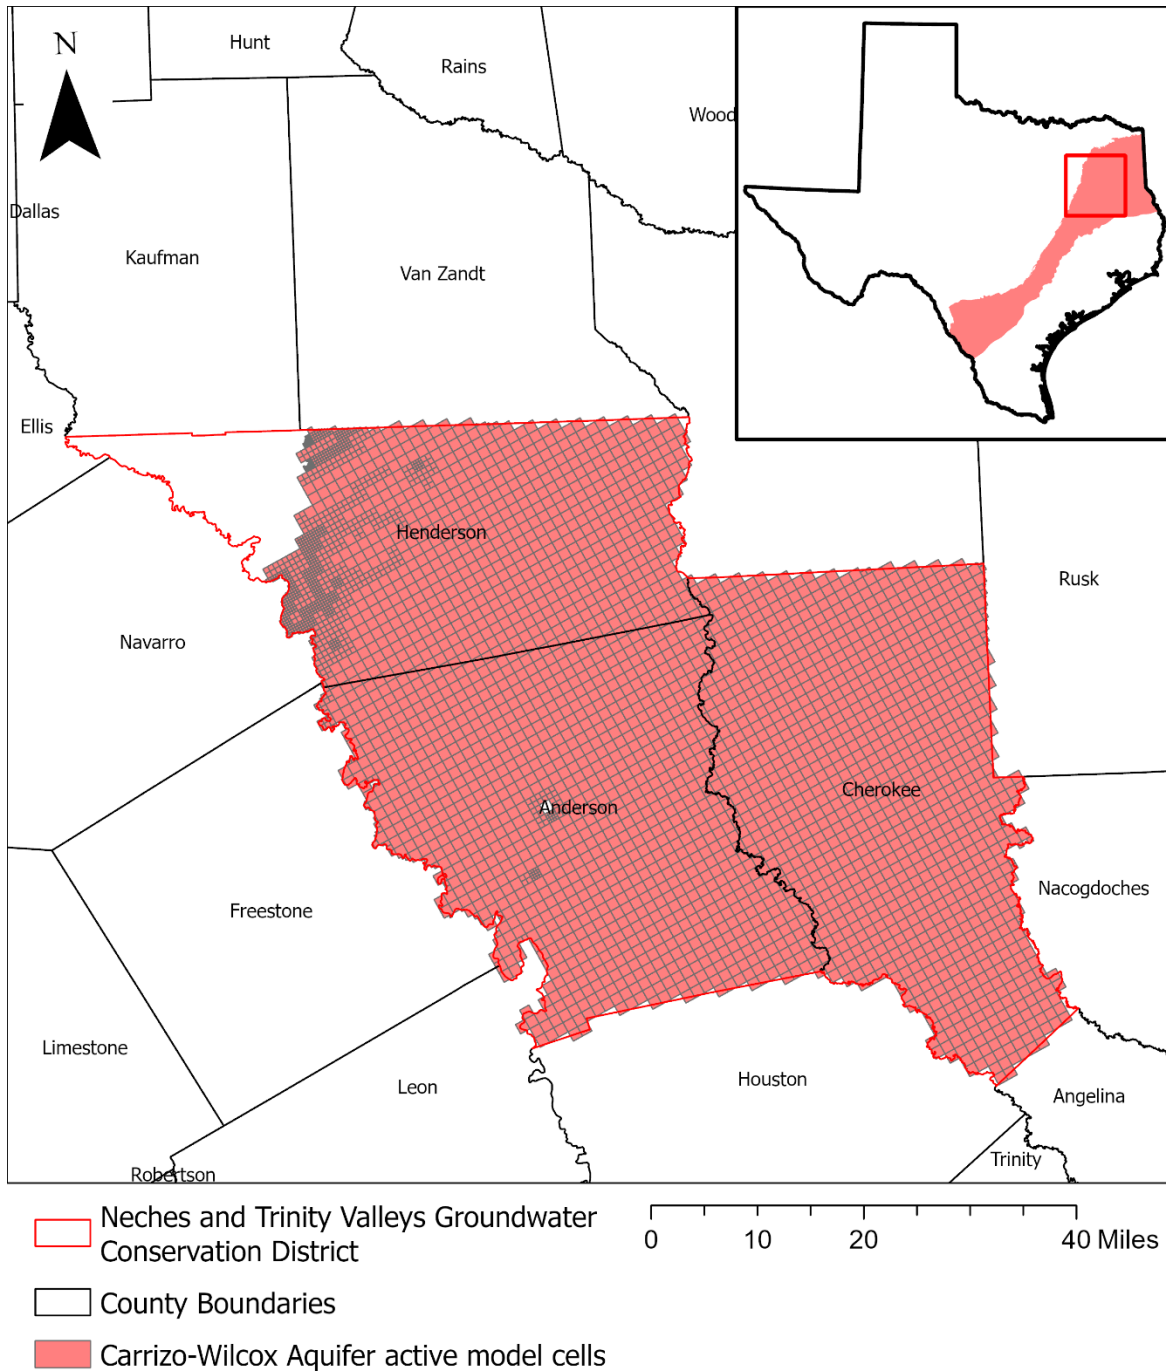 N
Hunt
Rains
Wood
Dallas
Kaufman
Van Zandt
Ellis
Henderson
Rusk
Navarro
Cherokee
Anderson
Nacogdoches
Freestone
Limestone
Leon
Houston
Angelina
Trinity
Robertson
Neches and Trinity Valleys Groundwater
Conservation District
0 10 20 40 Miles
County Boundaries
Carrizo-Wilcox Aquifer active model cells